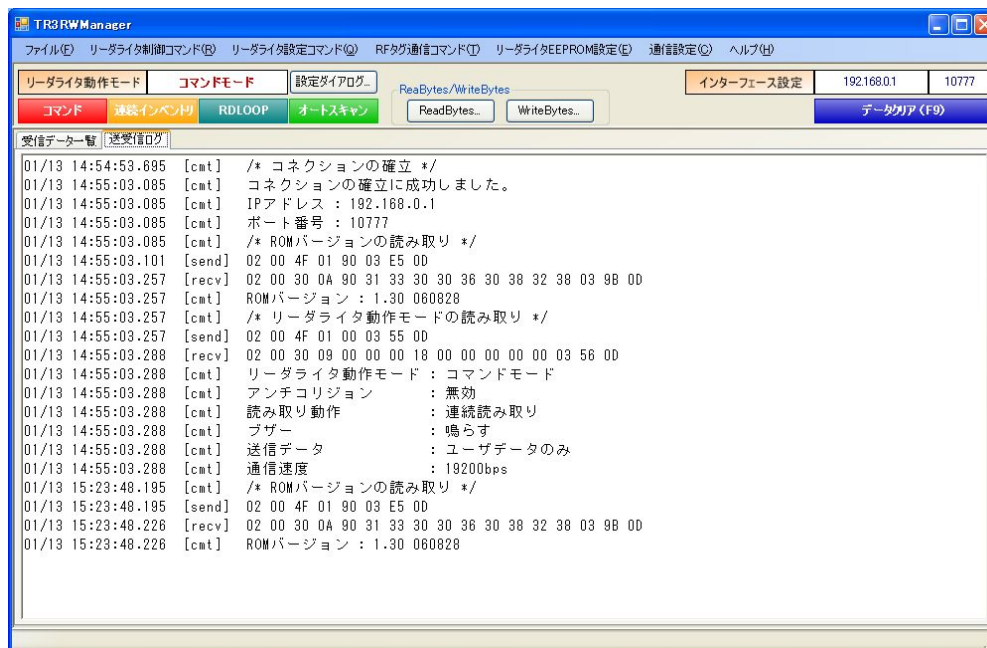 TR3RWManager
ファイル(F) リーダライタ制御コマンド(R) リーダライタ設定コマンド(Q) RFタグ通信コマンド(T) リーダライタEEPROM設定(E) 通信設定(C) ヘルプ(H)
リーダライタ動作モード コマンドモード 設定ダイアログ... ReaBytes/WriteBytes インターフェース設定 192.168.0.1 10777
コマンド 連続インベントリ RDLOOP オートスキャン ReadBytes... WriteBytes... データクリア(F9)
受信データ一覧 送受信ログ
01/13 14:54:53.695 [cmt] /* コネクションの確立 */
01/13 14:55:03.085 [cmt] コネクションの確立に成功しました。
01/13 14:55:03.085 [cmt] IPアドレス : 192.168.0.1
01/13 14:55:03.085 [cmt] ポート番号 : 10777
01/13 14:55:03.085 [cmt] /* ROMバージョンの読み取り */
01/13 14:55:03.101 [send] 02 00 4F 01 90 03 E5 0D
01/13 14:55:03.257 [recv] 02 00 30 0A 90 31 33 30 30 36 30 38 32 38 03 9B 0D
01/13 14:55:03.257 [cmt] ROMバージョン : 1.30 060828
01/13 14:55:03.257 [cmt] /* リーダライタ動作モードの読み取り */
01/13 14:55:03.257 [send] 02 00 4F 01 00 03 55 0D
01/13 14:55:03.288 [recv] 02 00 30 09 00 00 00 18 00 00 00 00 00 03 56 0D
01/13 14:55:03.288 [cmt] リーダライタ動作モード : コマンドモード
01/13 14:55:03.288 [cmt] アンチコリジョン : 無効
01/13 14:55:03.288 [cmt] 読み取り動作 : 連続読み取り
01/13 14:55:03.288 [cmt] ブザー : 鳴らす
01/13 14:55:03.288 [cmt] 送信データ : ユーザデータのみ
01/13 14:55:03.288 [cmt] 通信速度 : 19200bps
01/13 15:23:48.195 [cmt] /* ROMバージョンの読み取り */
01/13 15:23:48.195 [send] 02 00 4F 01 90 03 E5 0D
01/13 15:23:48.226 [recv] 02 00 30 0A 90 31 33 30 30 36 30 38 32 38 03 9B 0D
01/13 15:23:48.226 [cmt] ROMバージョン : 1.30 060828